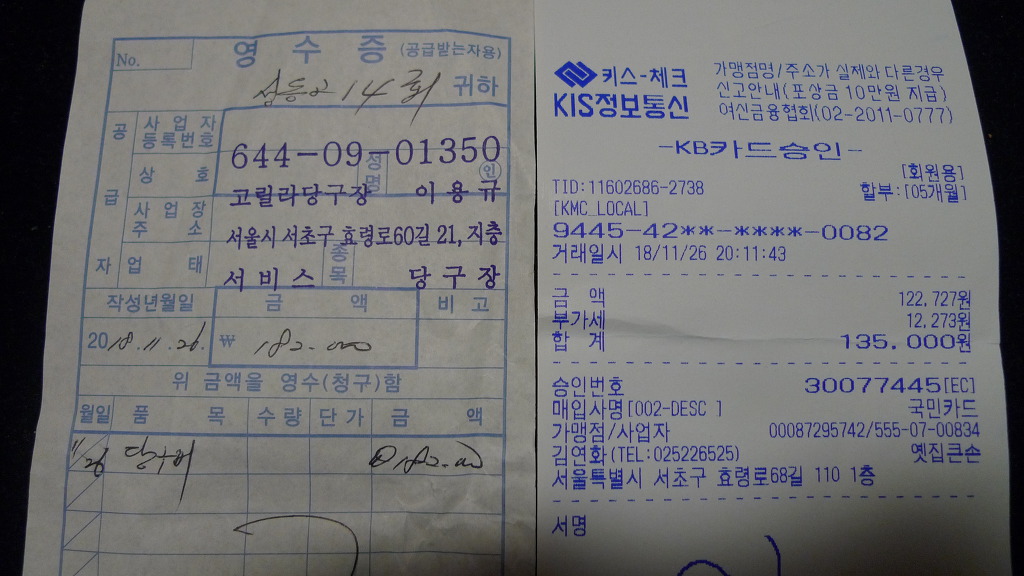 No.
영 수 증 (공급받는자용)
14회 귀하
공 급 자
사업자 등록번호
644-09-01350
상 호
고릴라당구장
성명
이용규
인
사업장 주소
서울시 서초구 효령로60길 21, 지층
업 태
서비스
종목
당구장
작성년월일 금 액 비 고
2018.11.26. ₩ 182.000
위 금액을 영수(청구)함
월일 품 목 수량 단가 금 액
11/26 182.000
키스-체크
KIS정보통신
가맹점명/주소가 실제와 다른경우
신고안내(포상금 10만원 지급)
여신금융협회(02-2011-0777)
-KB카드승인-
[회원용]
TID:11602686-2738 할부:[05개월]
[KMC_LOCAL]
9445-42**-****-0082
거래일시 18/11/26 20:11:43
금 액 122,727원
부가세 12,273원
합 계 135,000원
승인번호 30077445[EC]
매입사명[002-DESC ] 국민카드
가맹점/사업자 00087295742/555-07-00834
김연화(TEL:025226525) 옛집큰손
서울특별시 서초구 효령로68길 110 1층
서명